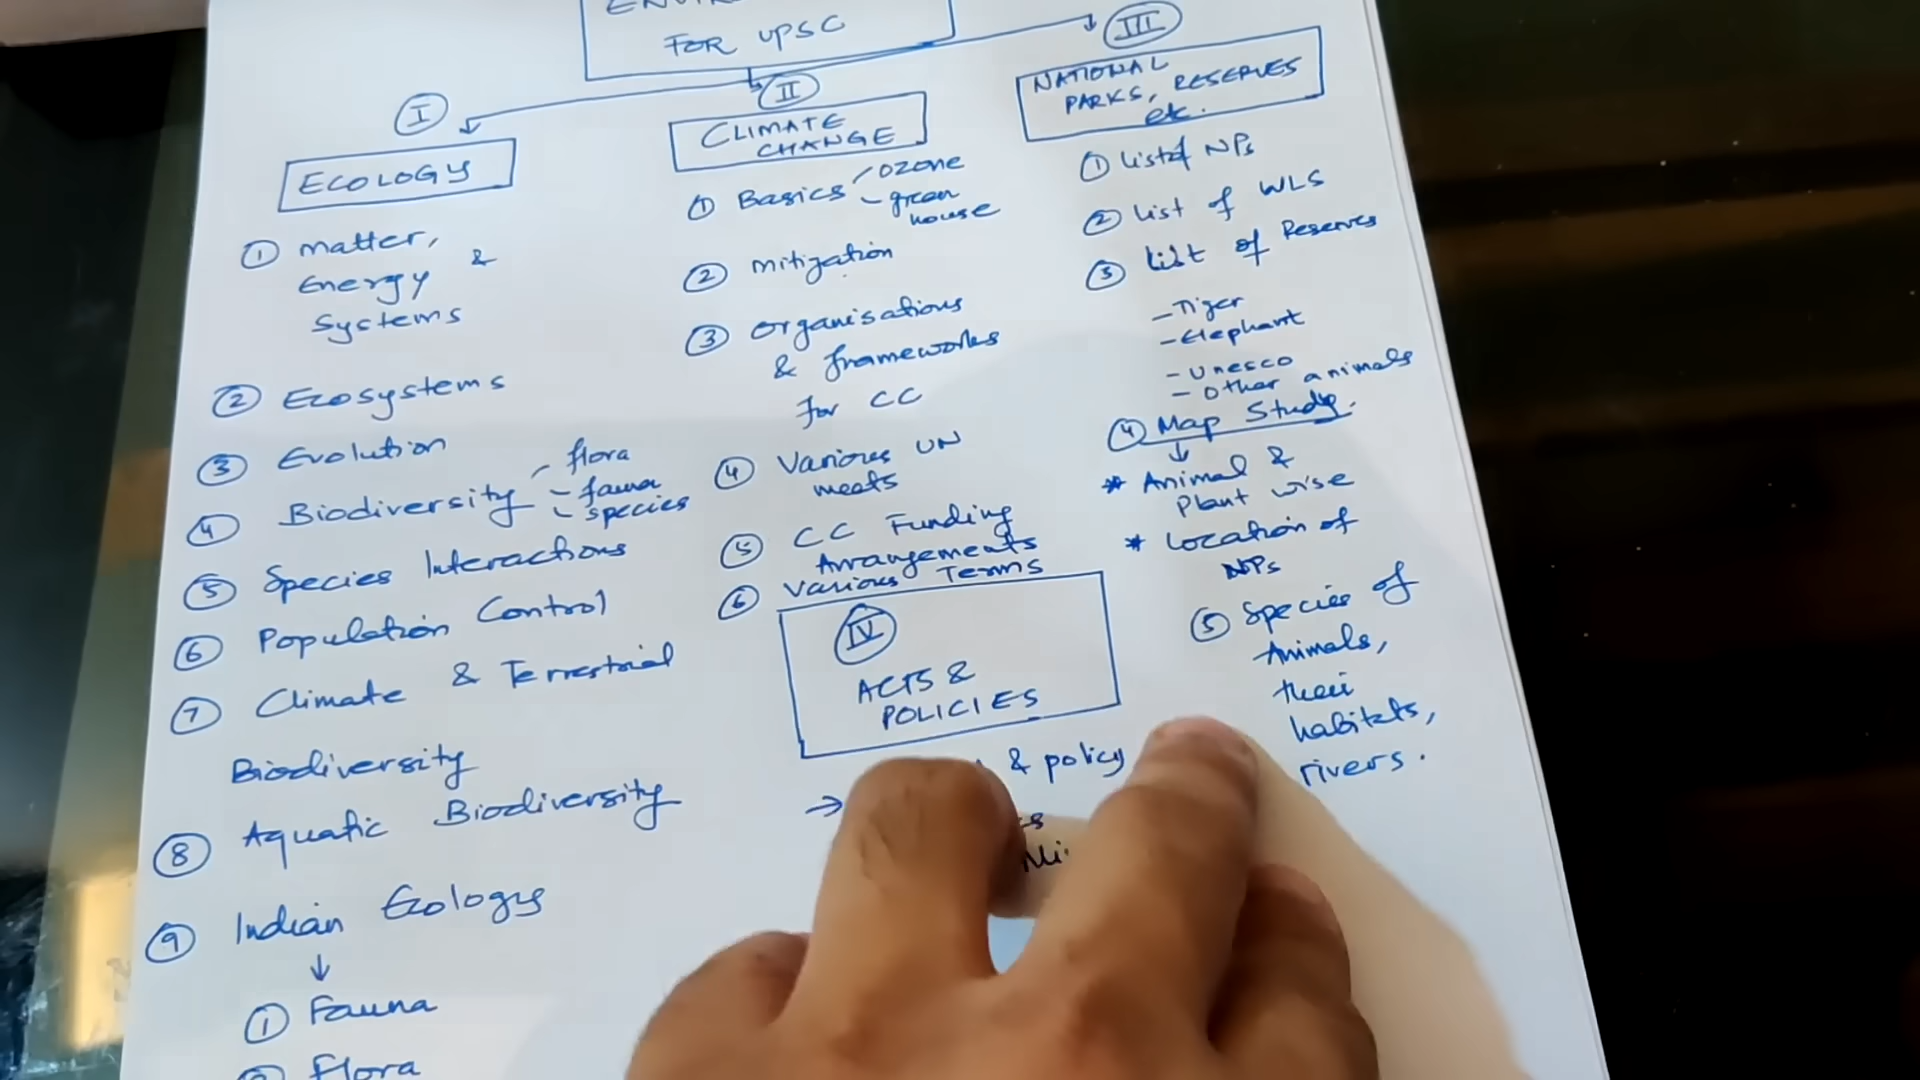 FOR UPSC
I
ECOLOGY
① matter,
Energy &
Systems
② Ecosystems
③ Evolution
④ Biodiversity - flora
- fauna
- species
⑤ Species Interactions
⑥ Population Control
⑦ Climate & Terrestrial
Biodiversity
⑧ Aquatic Biodiversity
⑨ Indian Ecology
↓
① Fauna
Flora
II
CLIMATE
CHANGE
① Basics - ozone
- green
house
② mitigation
③ organisations
& frameworks
for CC
④ Various UN
meets
⑤ CC Funding
Arrangements
⑥ Various Terms
IV
ACTS &
POLICIES
→ & policy
III
NATIONAL
PARKS, RESERVES
etc.
① List of NPs
② List of WLS
③ List of Reserves
- Tiger
- Elephant
- Unesco
- Other animals
④ Map Study.
↓
* Animal &
Plant wise
* Location of
NPs
⑤ Species of
Animals,
their
habitats,
rivers.